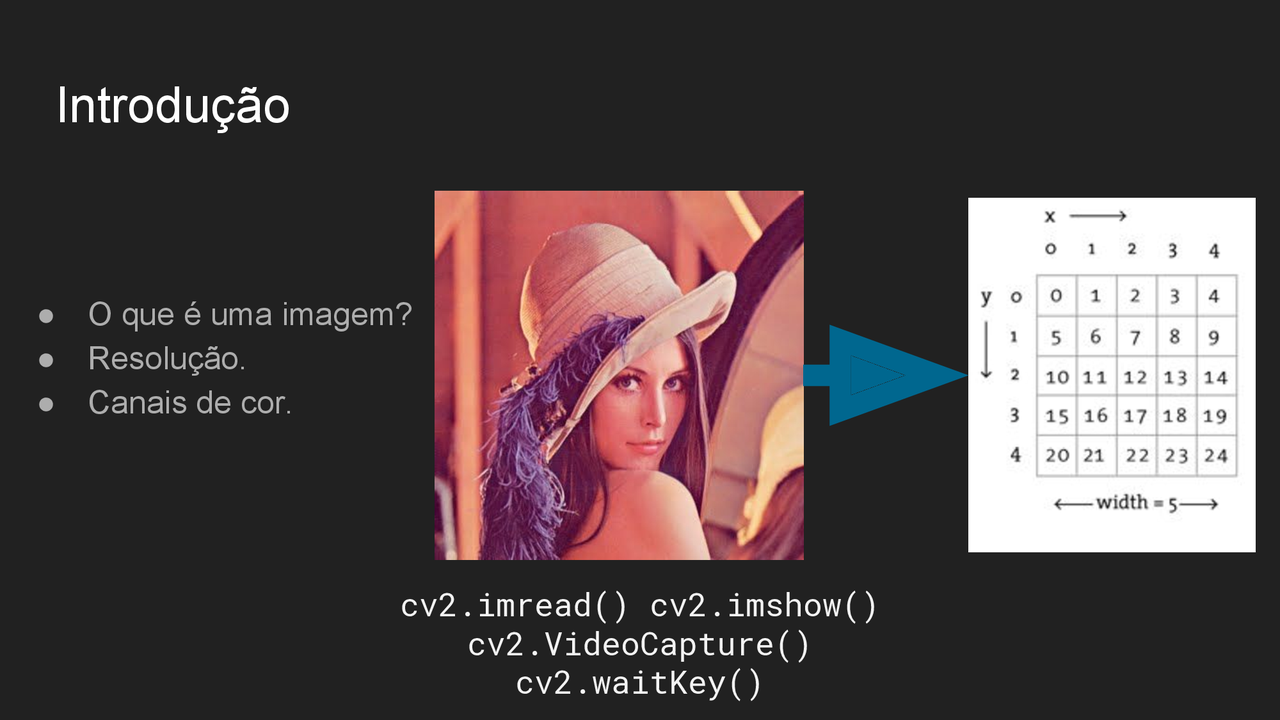 Introdução
● O que é uma imagem?
● Resolução.
● Canais de cor.
x
0 1 2 3 4
y 0 0 1 2 3 4
1 5 6 7 8 9
2 10 11 12 13 14
3 15 16 17 18 19
4 20 21 22 23 24
width = 5
cv2.imread() cv2.imshow()
cv2.VideoCapture()
cv2.waitKey()